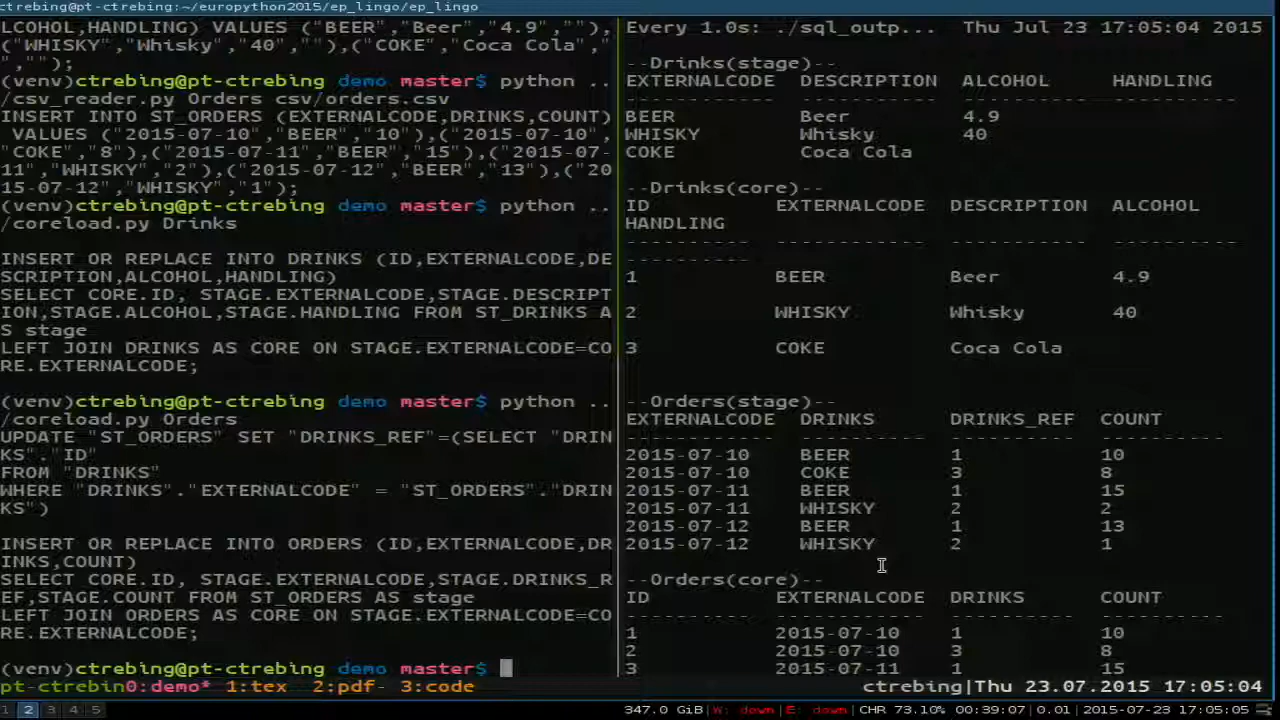 ctrebing@pt-ctrebing:~/europython2015/ep_lingo/ep_lingo
LCOHOL,HANDLING) VALUES ("BEER","Beer","4.9",""),
("WHISKY","Whisky","40",""),("COKE","Coca Cola","
","");
(venv)ctrebing@pt-ctrebing demo master$ python ..
/csv_reader.py Orders csv/orders.csv
INSERT INTO ST_ORDERS (EXTERNALCODE,DRINKS,COUNT)
 VALUES ("2015-07-10","BEER","10"),("2015-07-10",
"COKE","8"),("2015-07-11","BEER","15"),("2015-07-
11","WHISKY","2"),("2015-07-12","BEER","13"),("20
15-07-12","WHISKY","1");
(venv)ctrebing@pt-ctrebing demo master$ python ..
/coreload.py Drinks
INSERT OR REPLACE INTO DRINKS (ID,EXTERNALCODE,DE
SCRIPTION,ALCOHOL,HANDLING)
SELECT CORE.ID, STAGE.EXTERNALCODE,STAGE.DESCRIPT
ION,STAGE.ALCOHOL,STAGE.HANDLING FROM ST_DRINKS A
S stage
LEFT JOIN DRINKS AS CORE ON STAGE.EXTERNALCODE=CO
RE.EXTERNALCODE;
(venv)ctrebing@pt-ctrebing demo master$ python ..
/coreload.py Orders
UPDATE "ST_ORDERS" SET "DRINKS_REF"=(SELECT "DRIN
KS"."ID"
FROM "DRINKS"
WHERE "DRINKS"."EXTERNALCODE" = "ST_ORDERS"."DRIN
KS")
INSERT OR REPLACE INTO ORDERS (ID,EXTERNALCODE,DR
INKS,COUNT)
SELECT CORE.ID, STAGE.EXTERNALCODE,STAGE.DRINKS_R
EF,STAGE.COUNT FROM ST_ORDERS AS stage
LEFT JOIN ORDERS AS CORE ON STAGE.EXTERNALCODE=CO
RE.EXTERNALCODE;
(venv)ctrebing@pt-ctrebing demo master$
Every 1.0s: ./sql_outp... Thu Jul 23 17:05:04 2015
--Drinks(stage)--
EXTERNALCODE DESCRIPTION ALCOHOL HANDLING
------------ ----------- ---------- ----------
BEER Beer 4.9
WHISKY Whisky 40
COKE Coca Cola
--Drinks(core)--
ID EXTERNALCODE DESCRIPTION ALCOHOL
HANDLING
---------- ------------ ----------- ----------
----------
1 BEER Beer 4.9
2 WHISKY Whisky 40
3 COKE Coca Cola
--Orders(stage)--
EXTERNALCODE DRINKS DRINKS_REF COUNT
------------ ---------- ---------- ----------
2015-07-10 BEER 1 10
2015-07-10 COKE 3 8
2015-07-11 BEER 1 15
2015-07-11 WHISKY 2 2
2015-07-12 BEER 1 13
2015-07-12 WHISKY 2 1
--Orders(core)--
ID EXTERNALCODE DRINKS COUNT
---------- ------------ ---------- ----------
1 2015-07-10 1 10
2 2015-07-10 3 8
3 2015-07-11 1 15
pt-ctrebin0:demo* 1:tex 2:pdf- 3:code ctrebing|Thu 23.07.2015 17:05:04
1 2 3 4 5 347.0 GiB|W: down|E: down|CHR 73.10% 00:39:07|0.01|2015-07-23 17:05:05